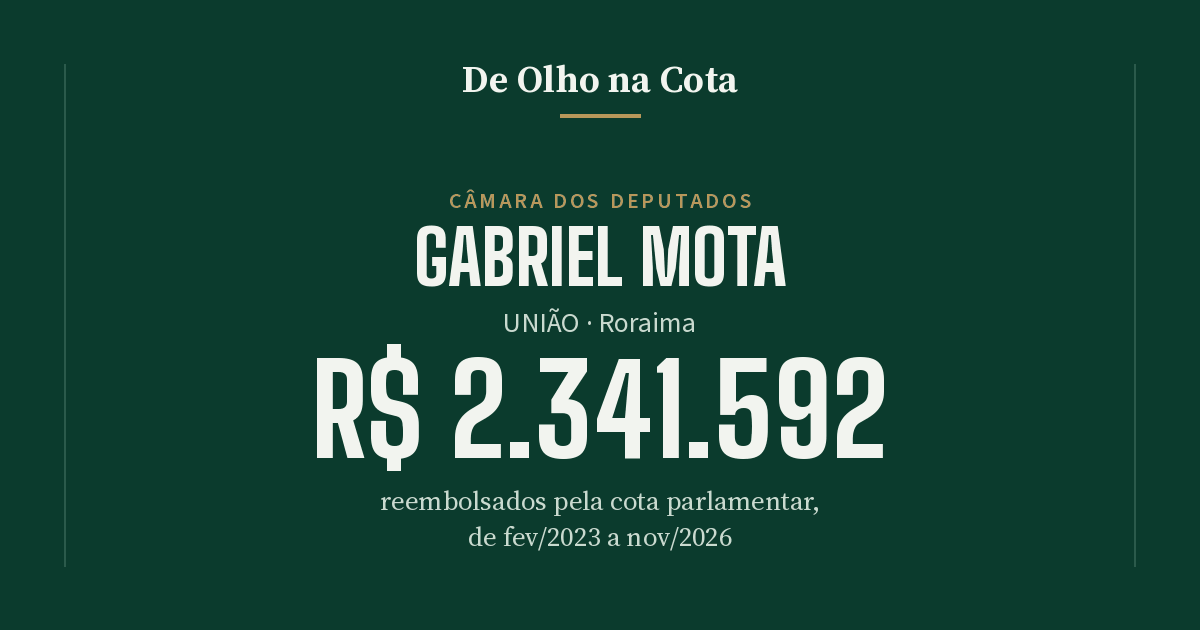 De Olho na Cota
CÂMARA DOS DEPUTADOS
GABRIEL MOTA
UNIÃO · Roraima
R$ 2.341.592
reembolsados pela cota parlamentar,
de fev/2023 a nov/2026